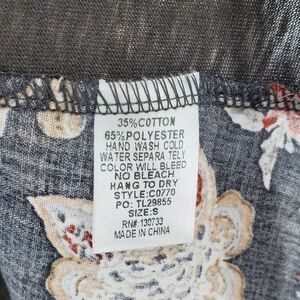 35%COTTON
65%POLYESTER
HAND WASH COLD
WATER SEPARA TELY
COLOR WILL BLEED
NO BLEACH
HANG TO DRY
STYLE:C0770
PO: TL29855
SIZE:S
RN#: 130733
MADE IN CHINA